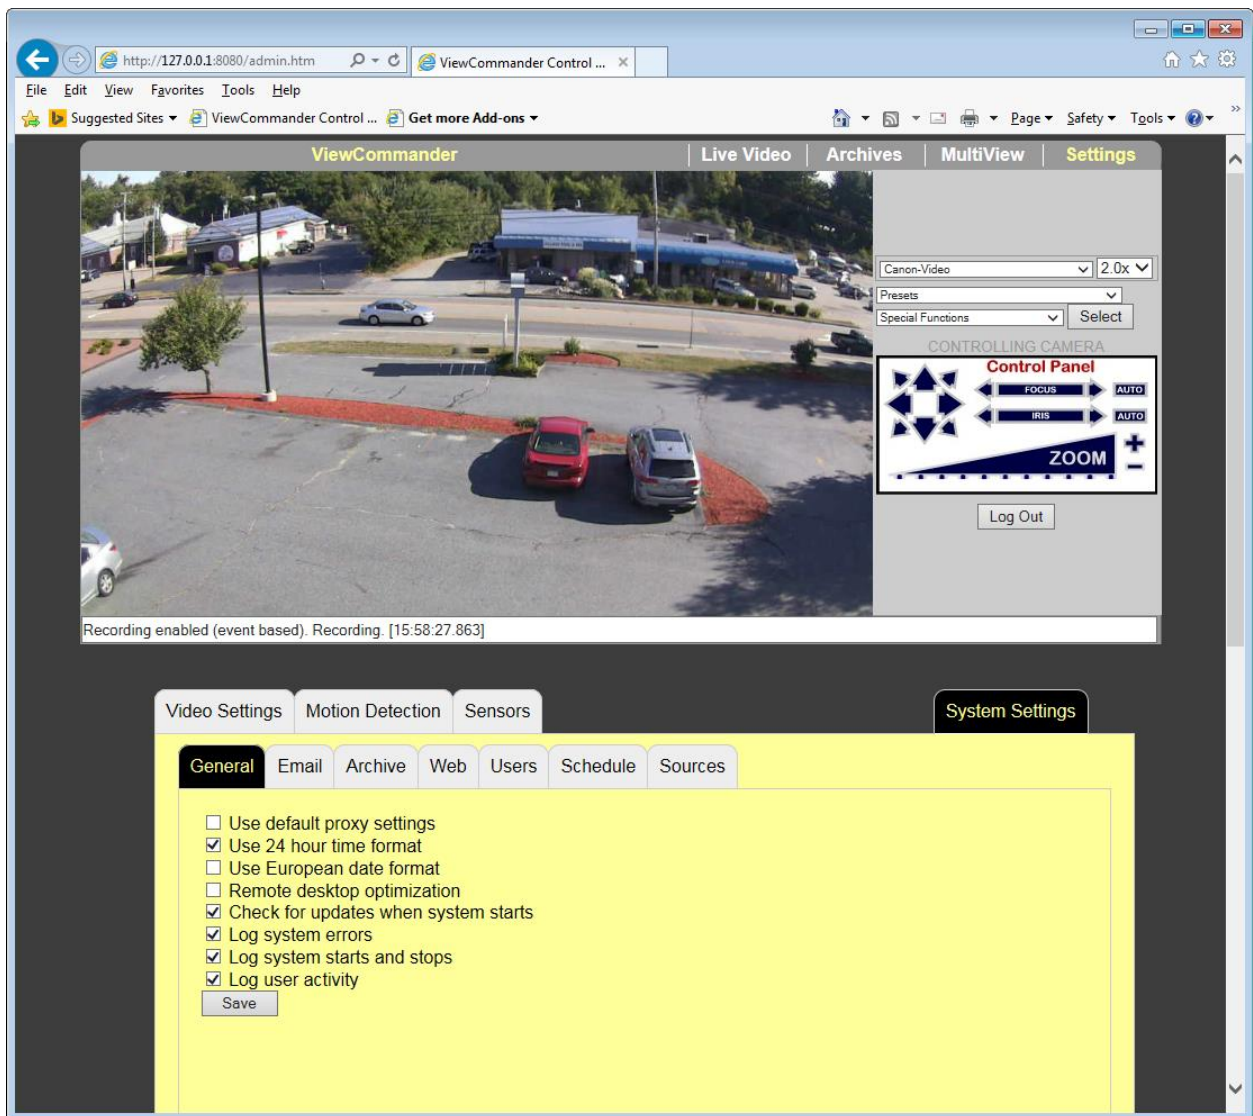 http://127.0.0.1:8080/admin.htm
ViewCommander Control ...
File Edit View Favorites Tools Help
Suggested Sites ViewCommander Control ... Get more Add-ons Page Safety Tools
ViewCommander Live Video Archives MultiView Settings
Canon-Video 2.0x
Presets
Special Functions Select
CONTROLLING CAMERA
Control Panel
FOCUS AUTO
IRIS AUTO
ZOOM
Log Out
Recording enabled (event based). Recording. [15:58:27.863]
Video Settings Motion Detection Sensors System Settings
General Email Archive Web Users Schedule Sources
Use default proxy settings
Use 24 hour time format
Use European date format
Remote desktop optimization
Check for updates when system starts
Log system errors
Log system starts and stops
Log user activity
Save